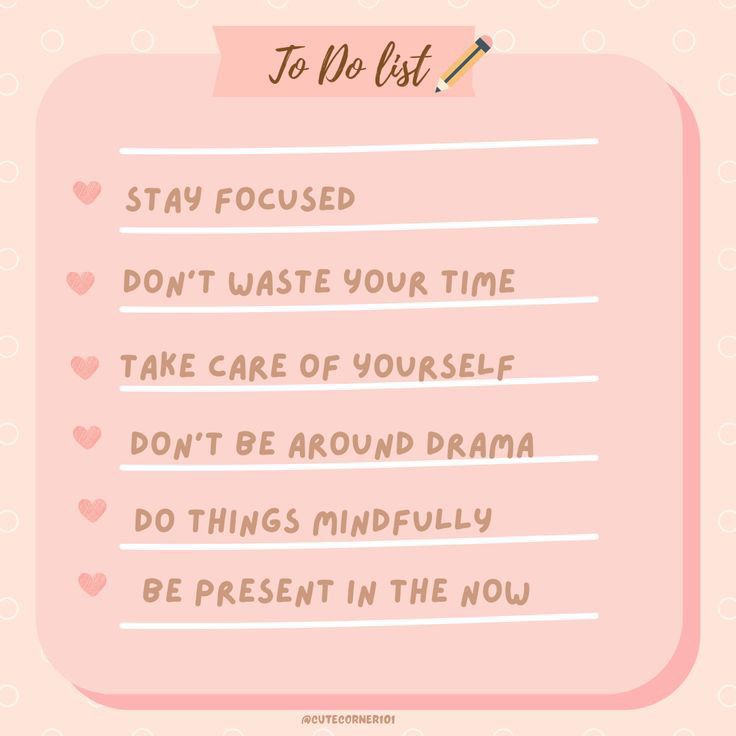 To Do list
STAY FOCUSED
DON'T WASTE YOUR TIME
TAKE CARE OF YOURSELF
DON'T BE AROUND DRAMA
DO THINGS MINDFULLY
BE PRESENT IN THE NOW
@CUTECORNER101